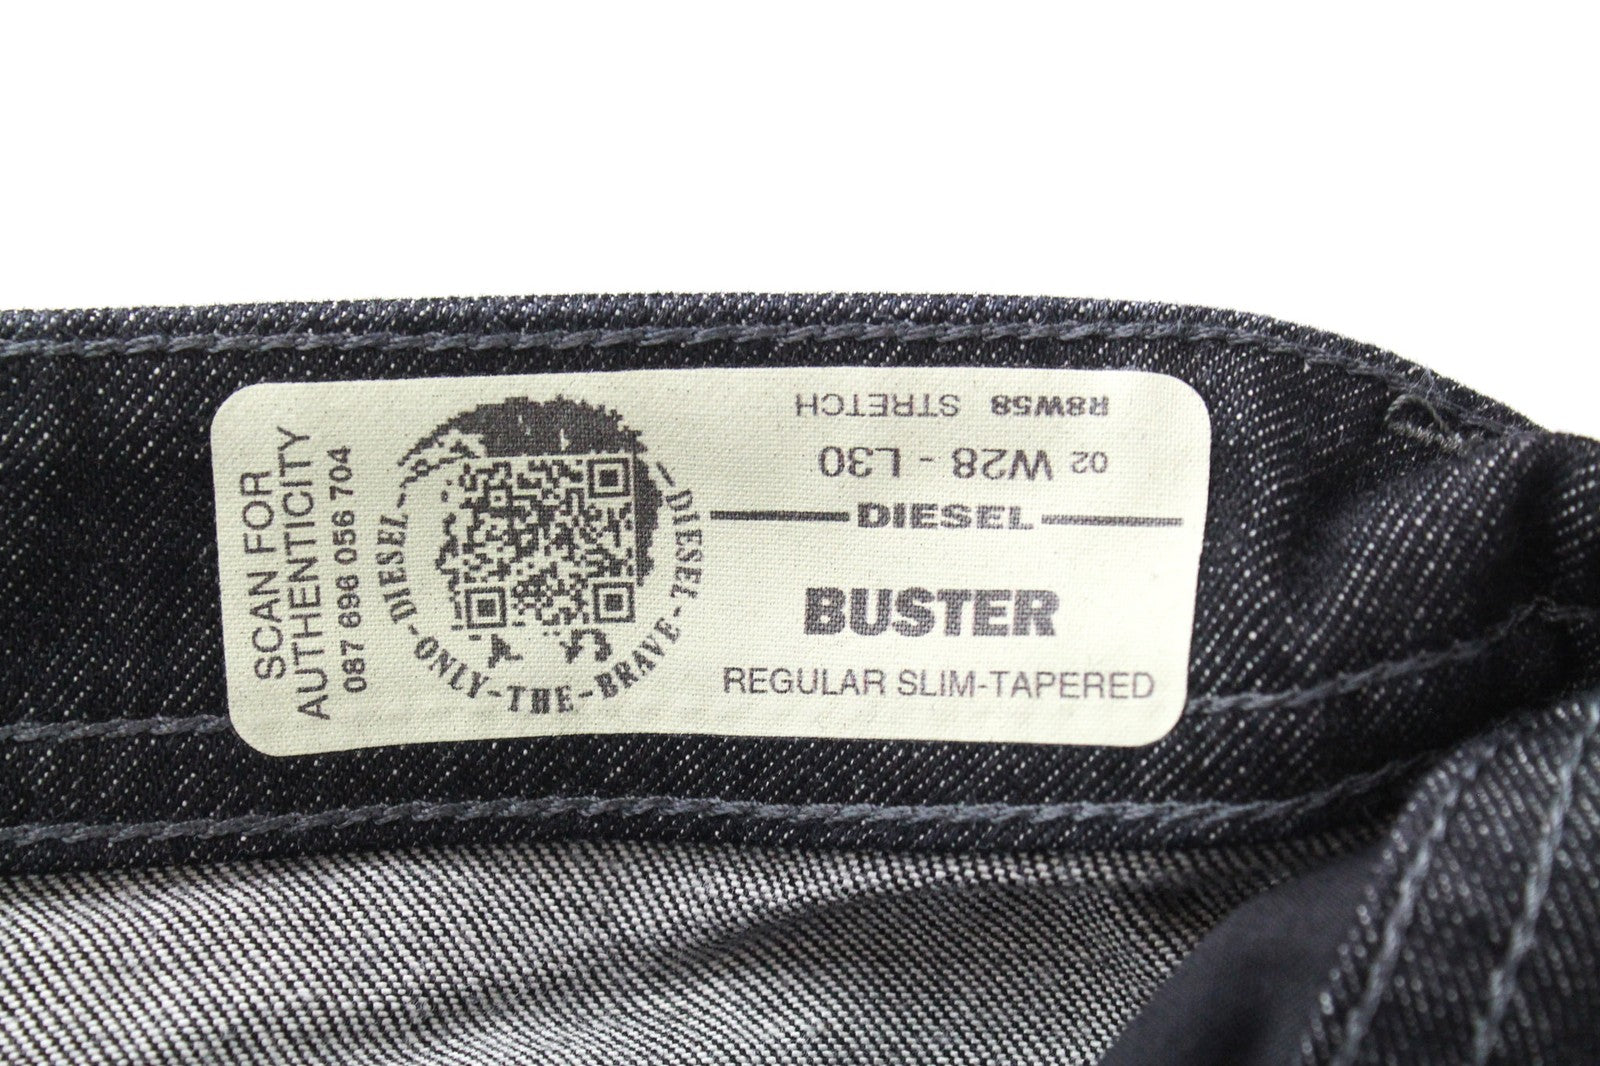 SCAN FOR
AUTHENTICITY
087 698 056 704
DIESEL-ONLY-THE-BRAVE-DIESEL-
R8W58 STRETCH
02 W28 - L30
DIESEL
BUSTER
REGULAR SLIM-TAPERED